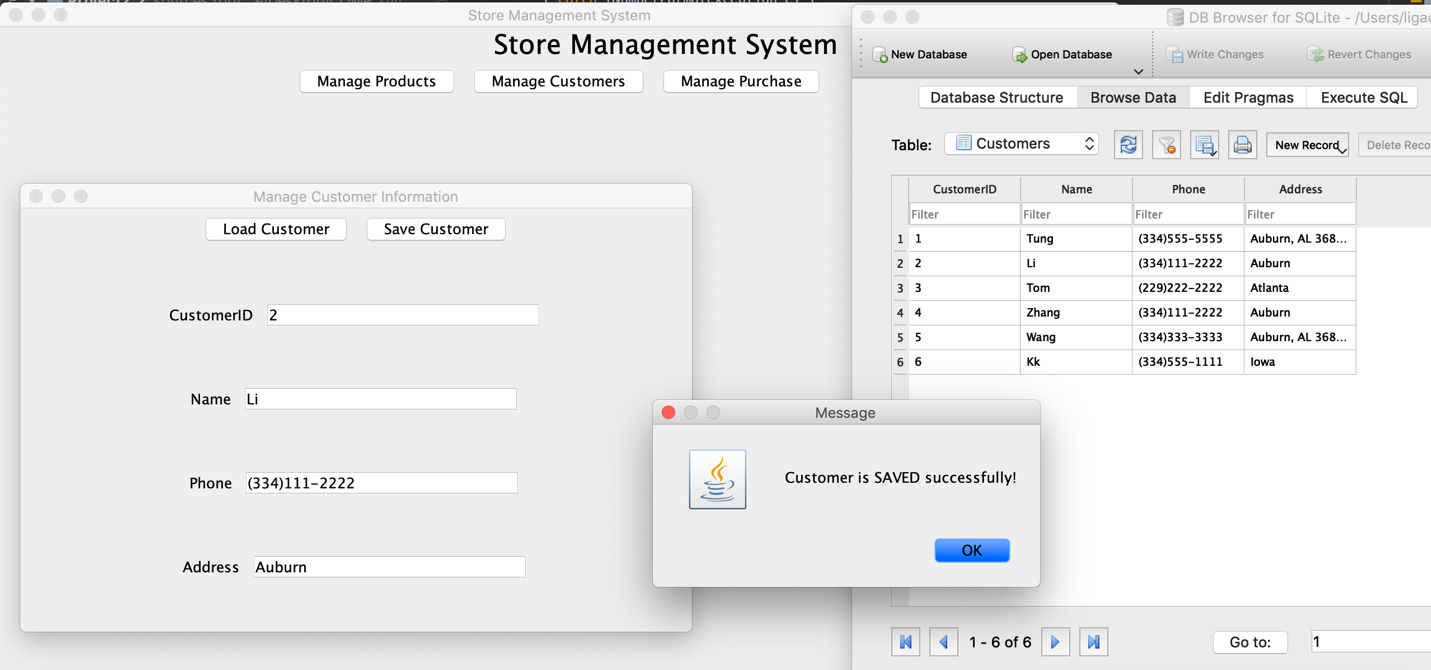 Store Management System
Store Management System
Manage Products Manage Customers Manage Purchase
Manage Customer Information
Load Customer Save Customer
CustomerID 2
Name Li
Phone (334)111-2222
Address Auburn
Message
Customer is SAVED successfully!
OK
DB Browser for SQLite - /Users/ligao
New Database Open Database Write Changes Revert Changes
Database Structure Browse Data Edit Pragmas Execute SQL
Table: Customers New Record Delete Reco
CustomerID Name Phone Address
Filter Filter Filter Filter
1 1 Tung (334)555-5555 Auburn, AL 368...
2 2 Li (334)111-2222 Auburn
3 3 Tom (229)222-2222 Atlanta
4 4 Zhang (334)111-2222 Auburn
5 5 Wang (334)333-3333 Auburn, AL 368...
6 6 Kk (334)555-1111 Iowa
1 - 6 of 6 Go to: 1